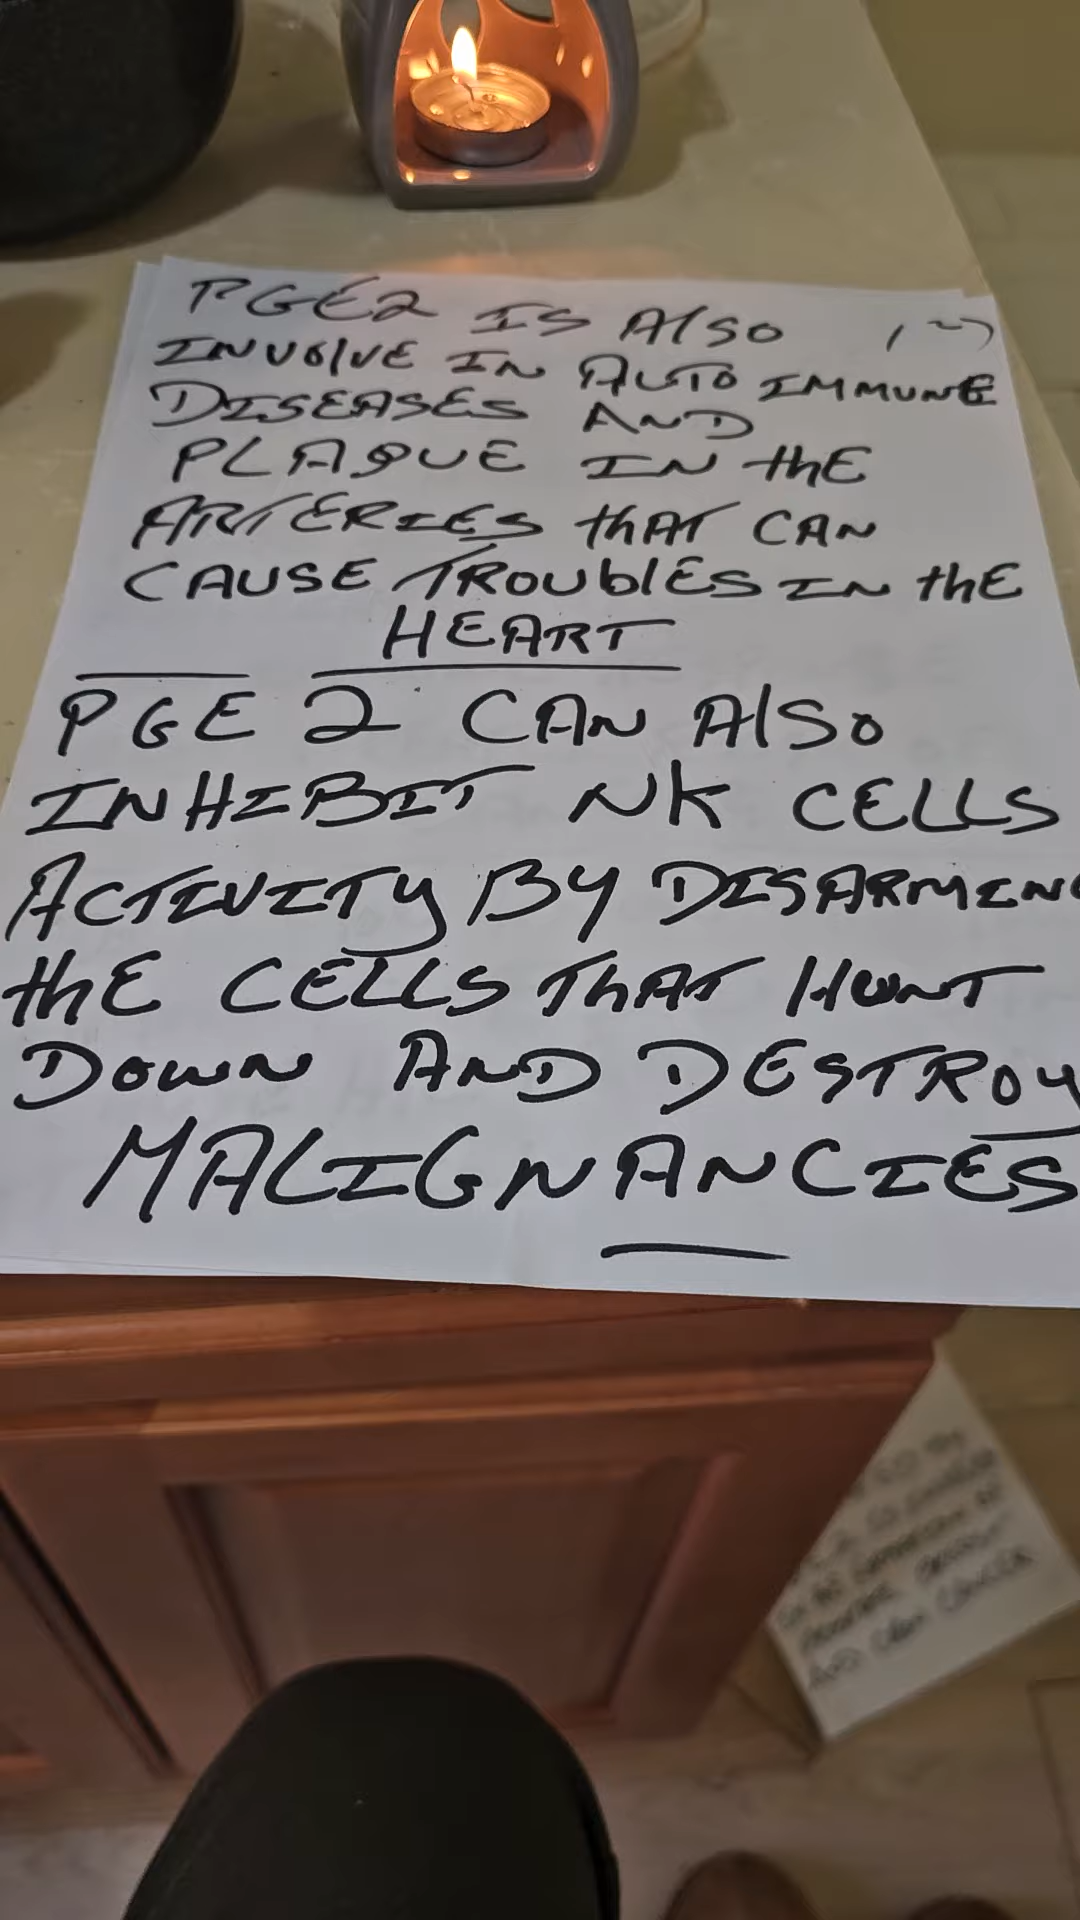 PGE2 IS Also
INVOlVE IN AUTO IMMUNE
DISEASES AND
PLAQUE IN thE
ARTERIES thAT CAN
CAUSE TROUblES IN thE
HEART
PGE 2 CAN AlSO
INHIBIT NK CELLS
ACTIVITY BY DISARMING
thE CELLS ThAT HUNT
DOWN AND DESTROY
MALIGNANCIES